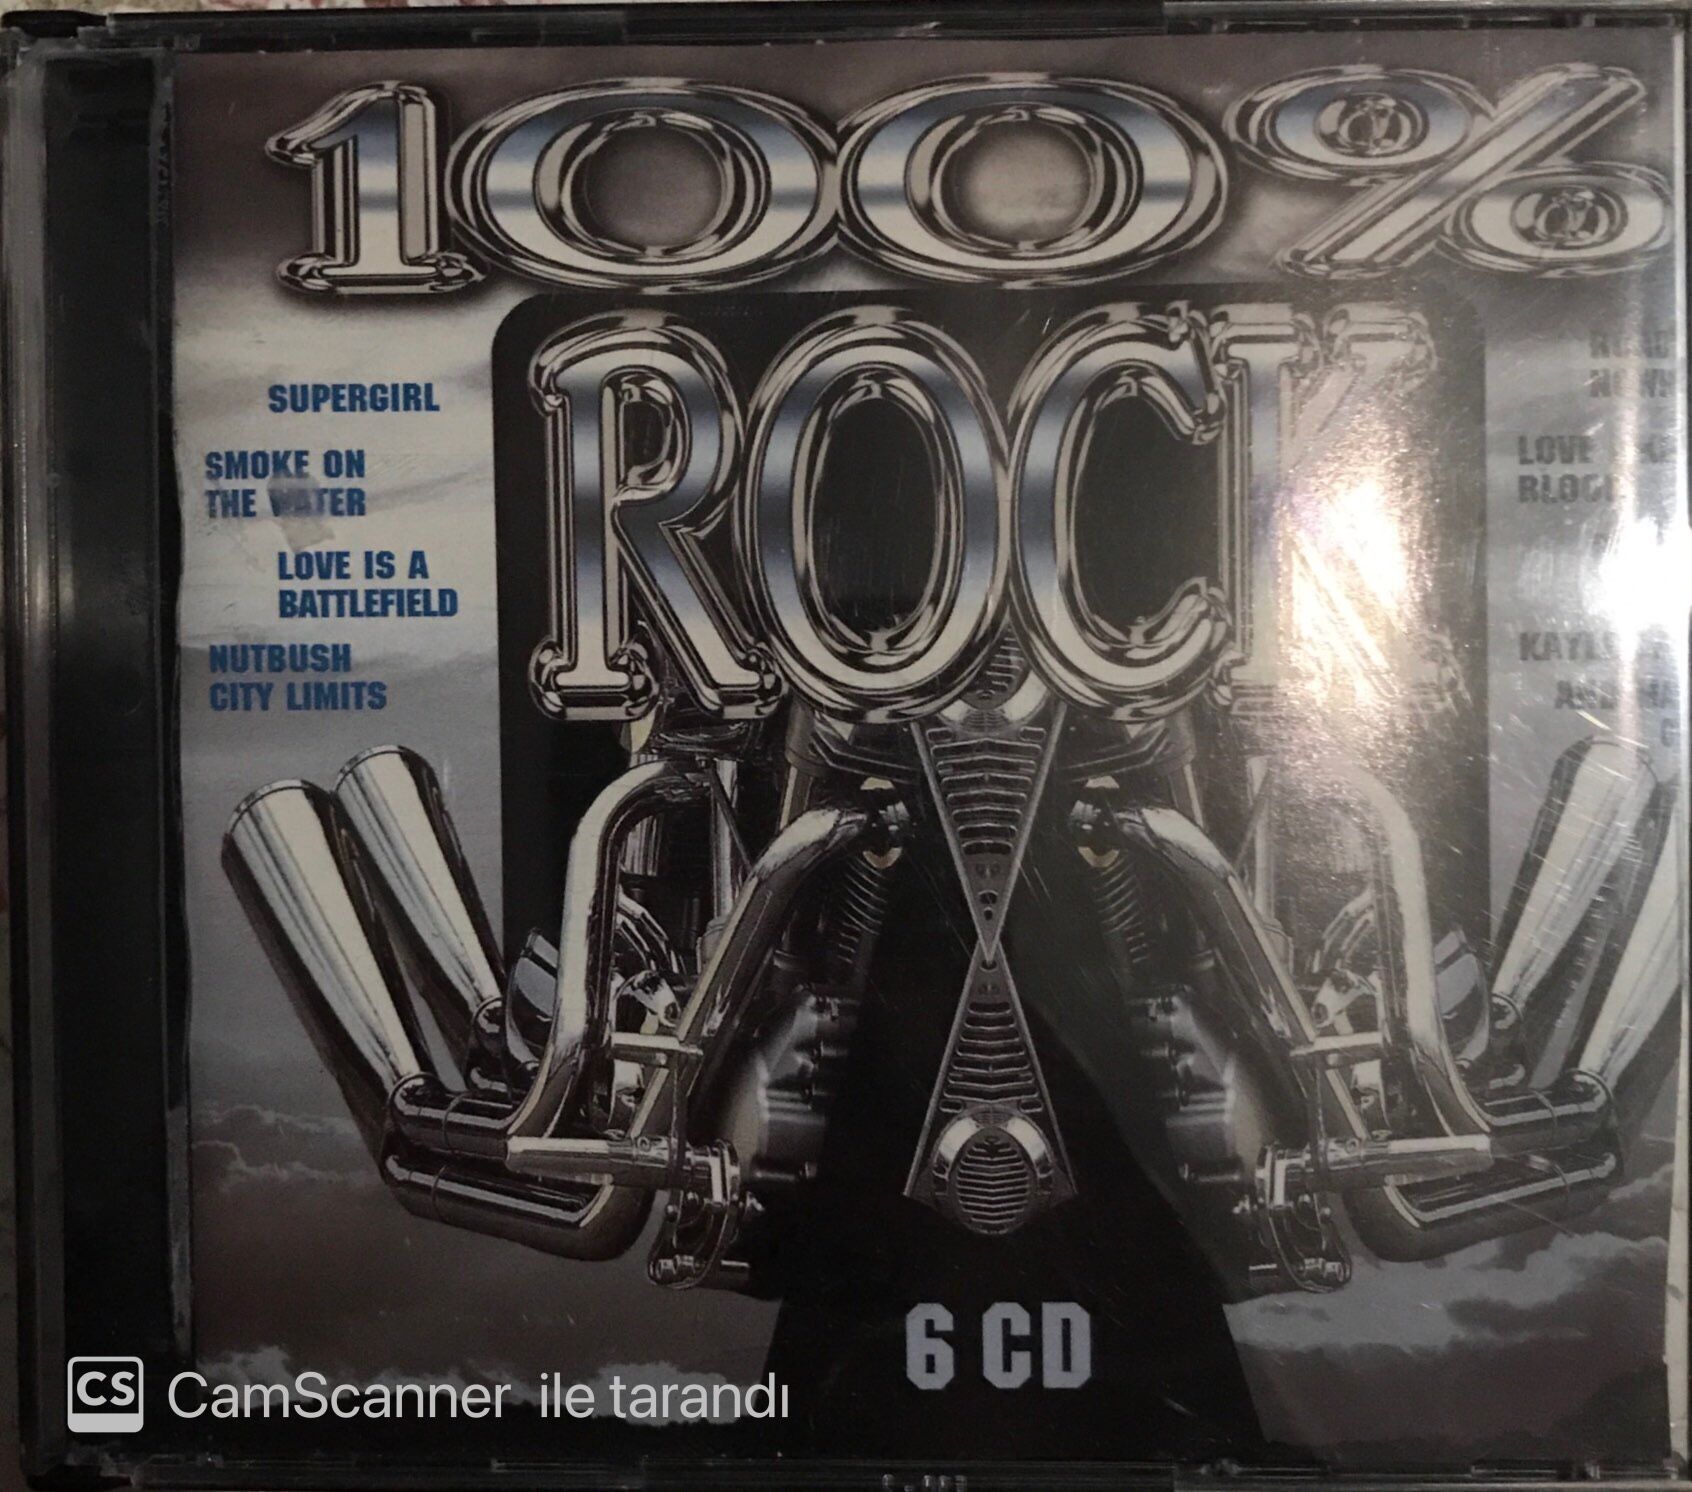 100%
ROCK
SUPERGIRL
SMOKE ON
THE WATER
LOVE IS A
BATTLEFIELD
NUTBUSH
CITY LIMITS
LOVE
6 CD
CS CamScanner ile tarandı